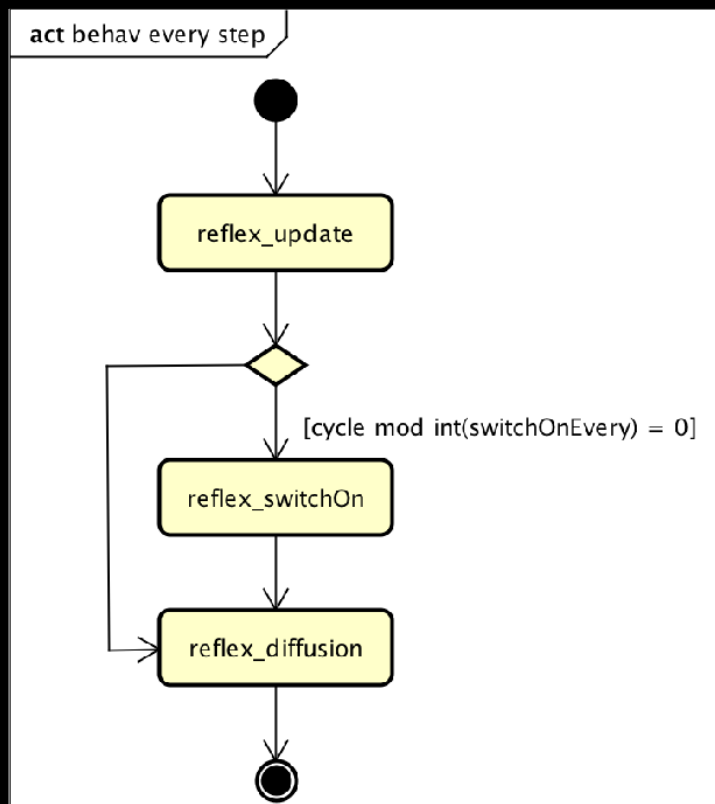 act behav every step
reflex_update
[cycle mod int(switchOnEvery) = 0]
reflex_switchOn
reflex_diffusion